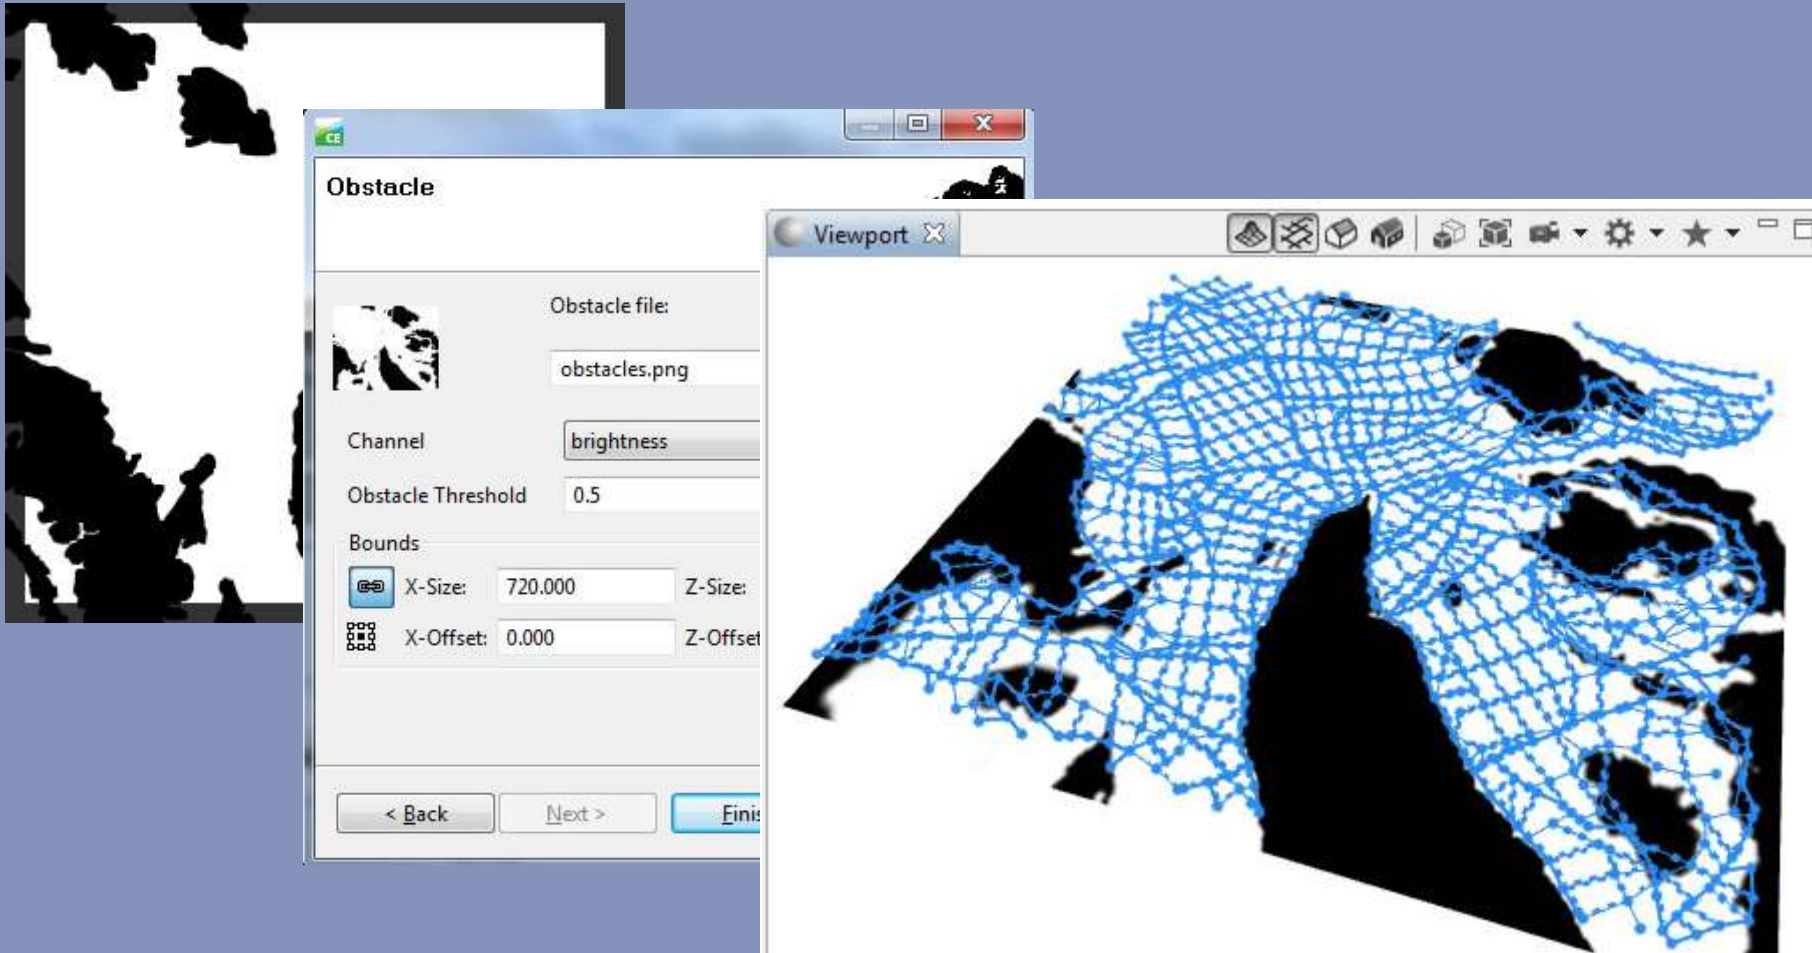 CE
Obstacle
Viewport
Obstacle file:
obstacles.png
Channel
brightness
Obstacle Threshold
0.5
Bounds
X-Size:
720.000
Z-Size:
X-Offset:
0.000
Z-Offset
< Back
Next >
Finis